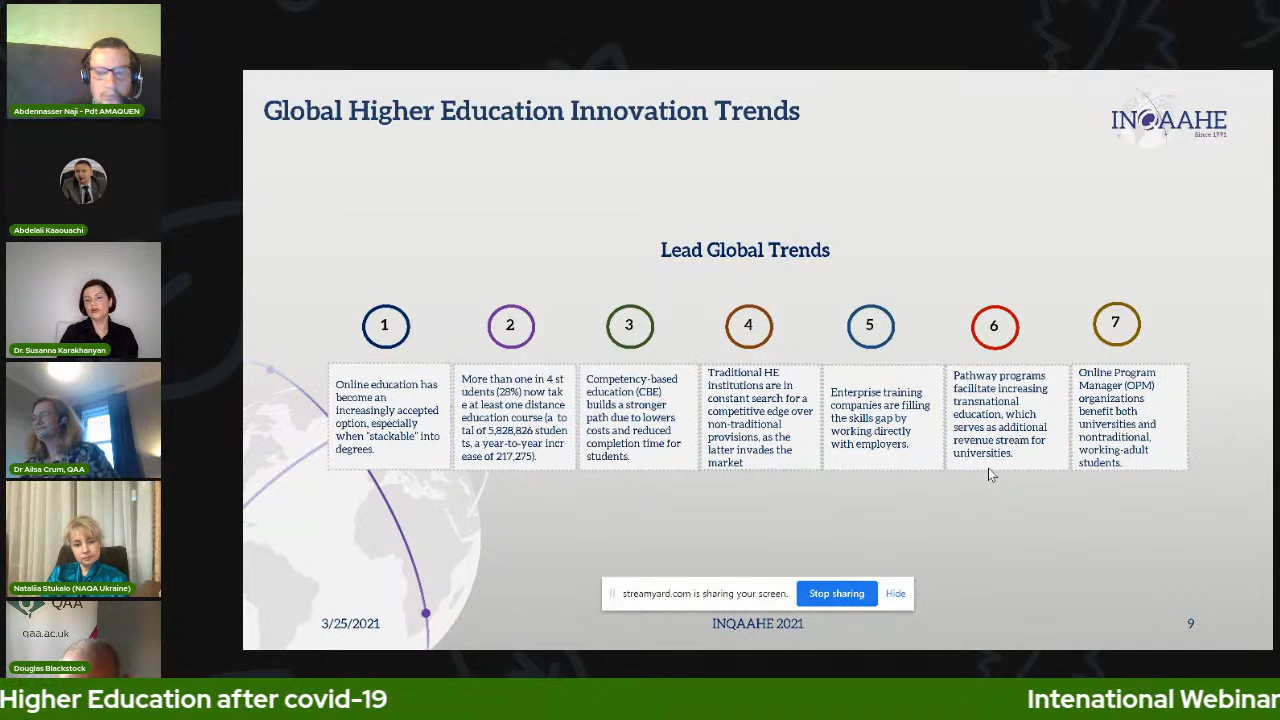 Abdennasser Naji - Pdt AMAQUEN
Abdelali Kaaouachi
Dr. Susanna Karakhanyan
Dr Ailsa Crum, QAA
Nataliia Stukalo (NAQA Ukraine)
QAA
qaa.ac.uk
Douglas Blackstock
Global Higher Education Innovation Trends
INQAAHE
Since 1991
Lead Global Trends
1
Online education has
become an
increasingly accepted
option, especially
when "stackable" into
degrees.
2
More than one in 4 st
udents (28%) now tak
e at least one distance
education course (a to
tal of 5,828,826 studen
ts, a year-to-year incr
ease of 217,275).
3
Competency-based
education (CBE)
builds a stronger
path due to lowers
costs and reduced
completion time for
students.
4
Traditional HE
institutions are in
constant search for a
competitive edge over
non-traditional
provisions, as the
latter invades the
market
5
Enterprise training
companies are filling
the skills gap by
working directly
with employers.
6
Pathway programs
facilitate increasing
transnational
education, which
serves as additional
revenue stream for
universities.
7
Online Program
Manager (OPM)
organizations
benefit both
universities and
nontraditional,
working-adult
students.
streamyard.com is sharing your screen.
Stop sharing
Hide
3/25/2021
INQAAHE 2021
9
Higher Education after covid-19
Intenational Webinar